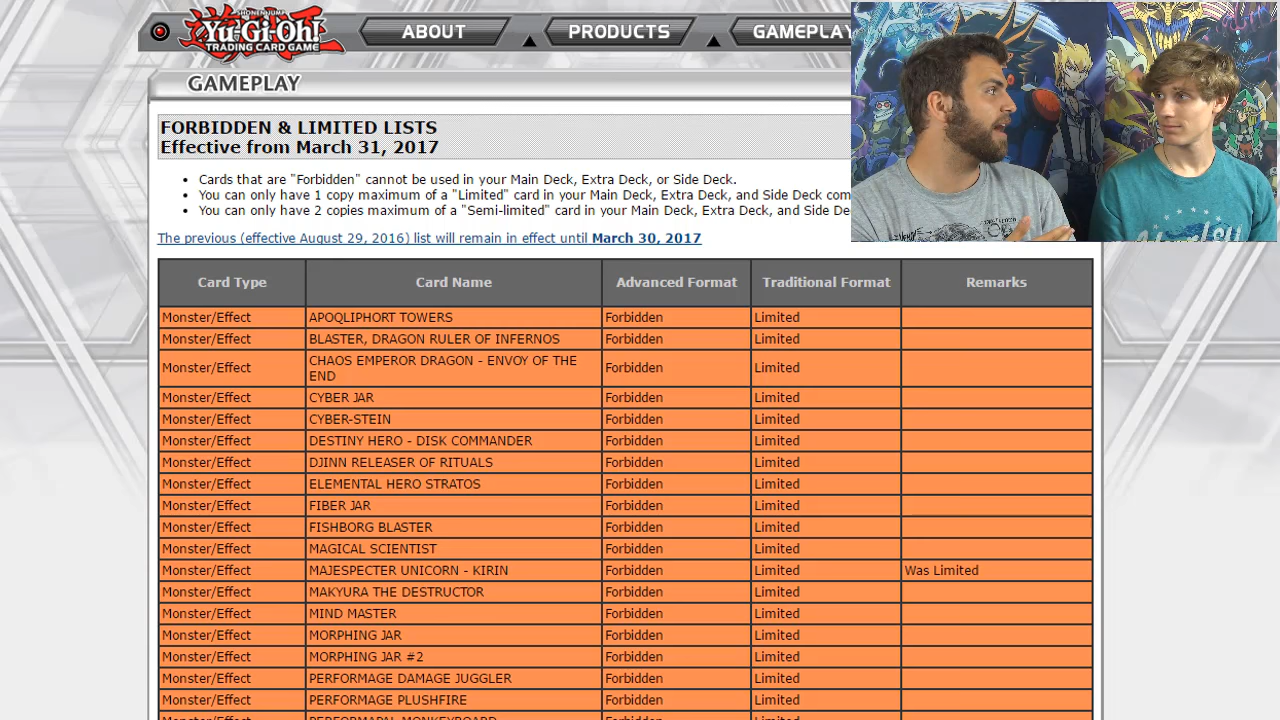 SHONEN JUMP
Yu-Gi-Oh!
TRADING CARD GAME
ABOUT
PRODUCTS
GAMEPLAY
GAMEPLAY
FORBIDDEN & LIMITED LISTS
Effective from March 31, 2017
Cards that are "Forbidden" cannot be used in your Main Deck, Extra Deck, or Side Deck.
You can only have 1 copy maximum of a "Limited" card in your Main Deck, Extra Deck, and Side Deck com
You can only have 2 copies maximum of a "Semi-limited" card in your Main Deck, Extra Deck, and Side De
The previous (effective August 29, 2016) list will remain in effect until March 30, 2017
Card Type Card Name Advanced Format Traditional Format Remarks
Monster/Effect APOQLIPHORT TOWERS Forbidden Limited
Monster/Effect BLASTER, DRAGON RULER OF INFERNOS Forbidden Limited
Monster/Effect CHAOS EMPEROR DRAGON - ENVOY OF THE
END Forbidden Limited
Monster/Effect CYBER JAR Forbidden Limited
Monster/Effect CYBER-STEIN Forbidden Limited
Monster/Effect DESTINY HERO - DISK COMMANDER Forbidden Limited
Monster/Effect DJINN RELEASER OF RITUALS Forbidden Limited
Monster/Effect ELEMENTAL HERO STRATOS Forbidden Limited
Monster/Effect FIBER JAR Forbidden Limited
Monster/Effect FISHBORG BLASTER Forbidden Limited
Monster/Effect MAGICAL SCIENTIST Forbidden Limited
Monster/Effect MAJESPECTER UNICORN - KIRIN Forbidden Limited Was Limited
Monster/Effect MAKYURA THE DESTRUCTOR Forbidden Limited
Monster/Effect MIND MASTER Forbidden Limited
Monster/Effect MORPHING JAR Forbidden Limited
Monster/Effect MORPHING JAR #2 Forbidden Limited
Monster/Effect PERFORMAGE DAMAGE JUGGLER Forbidden Limited
Monster/Effect PERFORMAGE PLUSHFIRE Forbidden Limited
Monster/Effect PERFORMAPAL MONKEYBOARD Forbidden Limited